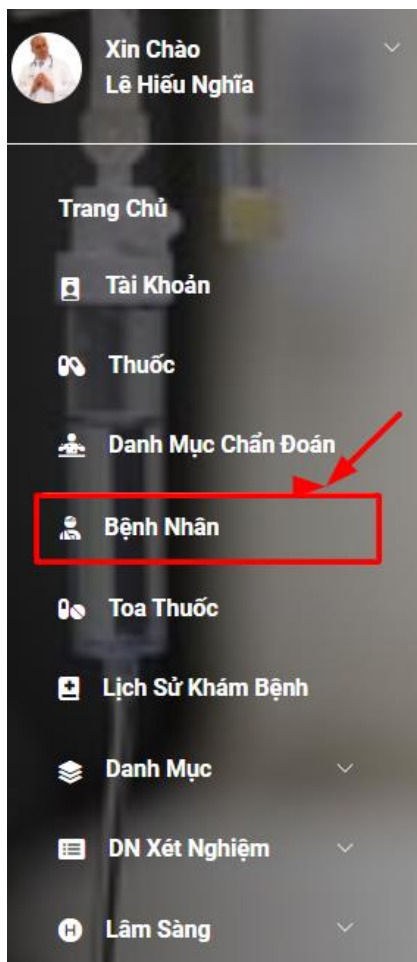 Xin Chào
Lê Hiếu Nghĩa
Trang Chủ
Tài Khoản
Thuốc
Danh Mục Chẩn Đoán
Bệnh Nhân
Toa Thuốc
Lịch Sử Khám Bệnh
Danh Mục
DN Xét Nghiệm
H Lâm Sàng